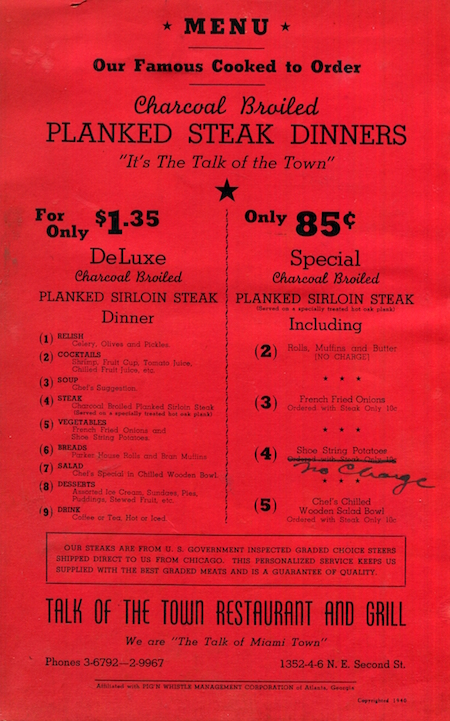 ★ MENU ★
Our Famous Cooked to Order
Charcoal Broiled
PLANKED STEAK DINNERS
"It's The Talk of the Town"
★
For Only $1.35
DeLuxe
Charcoal Broiled
PLANKED SIRLOIN STEAK
Dinner
(1) RELISH
Celery, Olives and Pickles.
(2) COCKTAILS
Shrimp, Fruit Cup, Tomato Juice,
Chilled Fruit Juice, etc.
(3) SOUP
Chef's Suggestion.
(4) STEAK
Charcoal Broiled Planked Sirloin Steak
(Served on a specially treated hot oak plank)
(5) VEGETABLES
French Fried Onions and
Shoe String Potatoes.
(6) BREADS
Parker House Rolls and Bran Muffins
(7) SALAD
Chef's Special in Chilled Wooden Bowl.
(8) DESSERTS
Assorted Ice Cream, Sundaes, Pies,
Puddings, Stewed Fruit, etc.
(9) DRINK
Coffee or Tea, Hot or Iced.
Only 85¢
Special
Charcoal Broiled
PLANKED SIRLOIN STEAK
(Served on a specially treated hot oak plank)
Including
(2) Rolls, Muffins and Butter
(NO CHARGE)
★ ★ ★
(3) French Fried Onions
Ordered with Steak Only 10c
★ ★ ★
(4) Shoe String Potatoes
Ordered with Steak Only 10c
No Charge
★ ★ ★
(5) Chef's Chilled
Wooden Salad Bowl
Ordered with Steak Only 10c
OUR STEAKS ARE FROM U. S. GOVERNMENT INSPECTED GRADED CHOICE STEERS
SHIPPED DIRECT TO US FROM CHICAGO. THIS PERSONALIZED SERVICE KEEPS US
SUPPLIED WITH THE BEST GRADED MEATS AND IS A GUARANTEE OF QUALITY.
TALK OF THE TOWN RESTAURANT AND GRILL
We are "The Talk of Miami Town"
Phones 3-6792—2-9967 1352-4-6 N. E. Second St.
Affiliated with PIG'N WHISTLE MANAGEMENT CORPORATION of Atlanta, Georgia
Copyrighted 1940